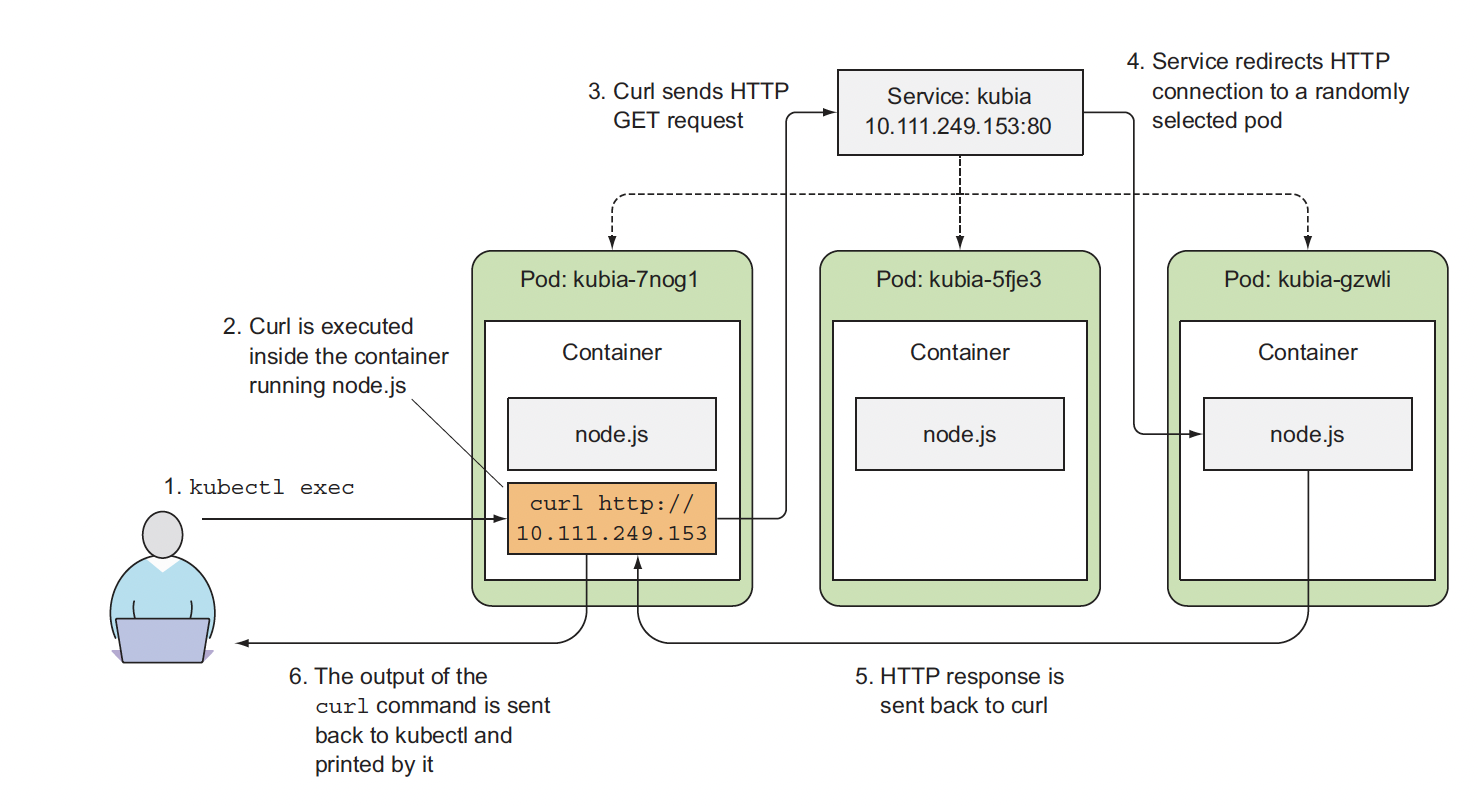 3. Curl sends HTTP
GET request
Service: kubia
10.111.249.153:80
4. Service redirects HTTP
connection to a randomly
selected pod
Pod: kubia-7nog1
Pod: kubia-5fje3
Pod: kubia-gzwli
2. Curl is executed
inside the container
running node.js
Container
Container
Container
node.js
node.js
node.js
1. kubectl exec
curl http://
10.111.249.153
6. The output of the
curl command is sent
back to kubectl and
printed by it
5. HTTP response is
sent back to curl